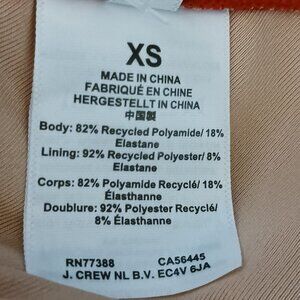 XS
MADE IN CHINA
FABRIQUÉ EN CHINE
HERGESTELLT IN CHINA
中国製
Body: 82% Recycled Polyamide/ 18%
Elastane
Lining: 92% Recycled Polyester/ 8%
Elastane
Corps: 82% Polyamide Recyclé/ 18%
Élasthanne
Doublure: 92% Polyester Recyclé/
8% Élasthanne
RN77388 CA56445
J. CREW NL B.V. EC4V 6JA